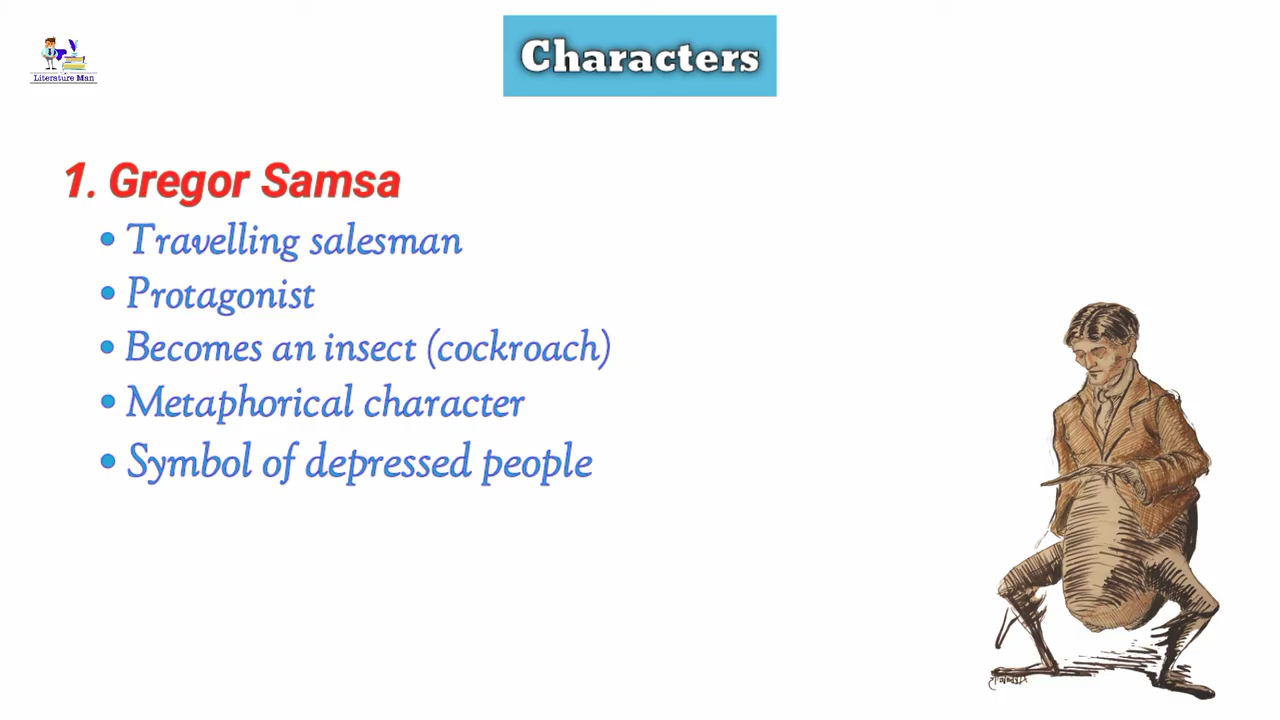 Literature Man
Characters
1. Gregor Samsa
• Travelling salesman
• Protagonist
• Becomes an insect (cockroach)
• Metaphorical character
• Symbol of depressed people